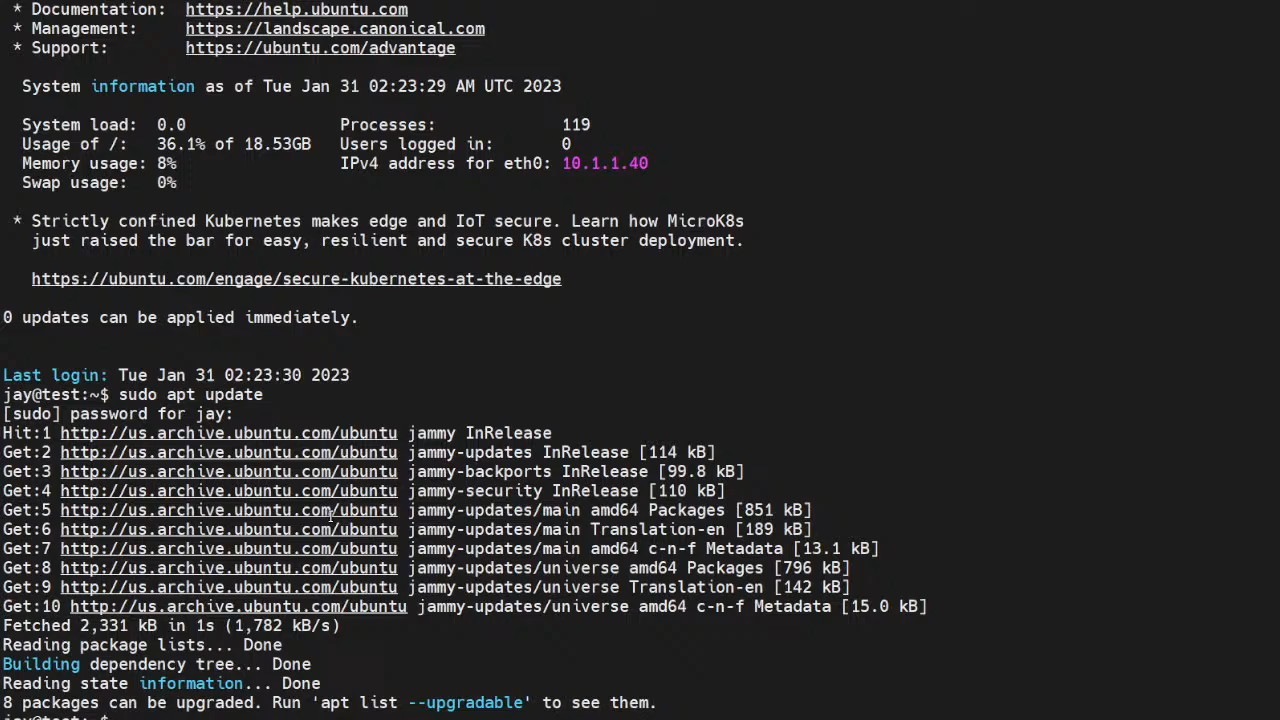 * Documentation:  https://help.ubuntu.com
* Management:     https://landscape.canonical.com
* Support:        https://ubuntu.com/advantage
System information as of Tue Jan 31 02:23:29 AM UTC 2023
System load:  0.0                Processes:             119
Usage of /:   36.1% of 18.53GB   Users logged in:       0
Memory usage: 8%                 IPv4 address for eth0: 10.1.1.40
Swap usage:   0%
* Strictly confined Kubernetes makes edge and IoT secure. Learn how MicroK8s
just raised the bar for easy, resilient and secure K8s cluster deployment.
https://ubuntu.com/engage/secure-kubernetes-at-the-edge
0 updates can be applied immediately.
Last login: Tue Jan 31 02:23:30 2023
jay@test:~$ sudo apt update
[sudo] password for jay:
Hit:1 http://us.archive.ubuntu.com/ubuntu jammy InRelease
Get:2 http://us.archive.ubuntu.com/ubuntu jammy-updates InRelease [114 kB]
Get:3 http://us.archive.ubuntu.com/ubuntu jammy-backports InRelease [99.8 kB]
Get:4 http://us.archive.ubuntu.com/ubuntu jammy-security InRelease [110 kB]
Get:5 http://us.archive.ubuntu.com/ubuntu jammy-updates/main amd64 Packages [851 kB]
Get:6 http://us.archive.ubuntu.com/ubuntu jammy-updates/main Translation-en [189 kB]
Get:7 http://us.archive.ubuntu.com/ubuntu jammy-updates/main amd64 c-n-f Metadata [13.1 kB]
Get:8 http://us.archive.ubuntu.com/ubuntu jammy-updates/universe amd64 Packages [796 kB]
Get:9 http://us.archive.ubuntu.com/ubuntu jammy-updates/universe Translation-en [142 kB]
Get:10 http://us.archive.ubuntu.com/ubuntu jammy-updates/universe amd64 c-n-f Metadata [15.0 kB]
Fetched 2,331 kB in 1s (1,782 kB/s)
Reading package lists... Done
Building dependency tree... Done
Reading state information... Done
8 packages can be upgraded. Run 'apt list --upgradable' to see them.
jay@test:~$